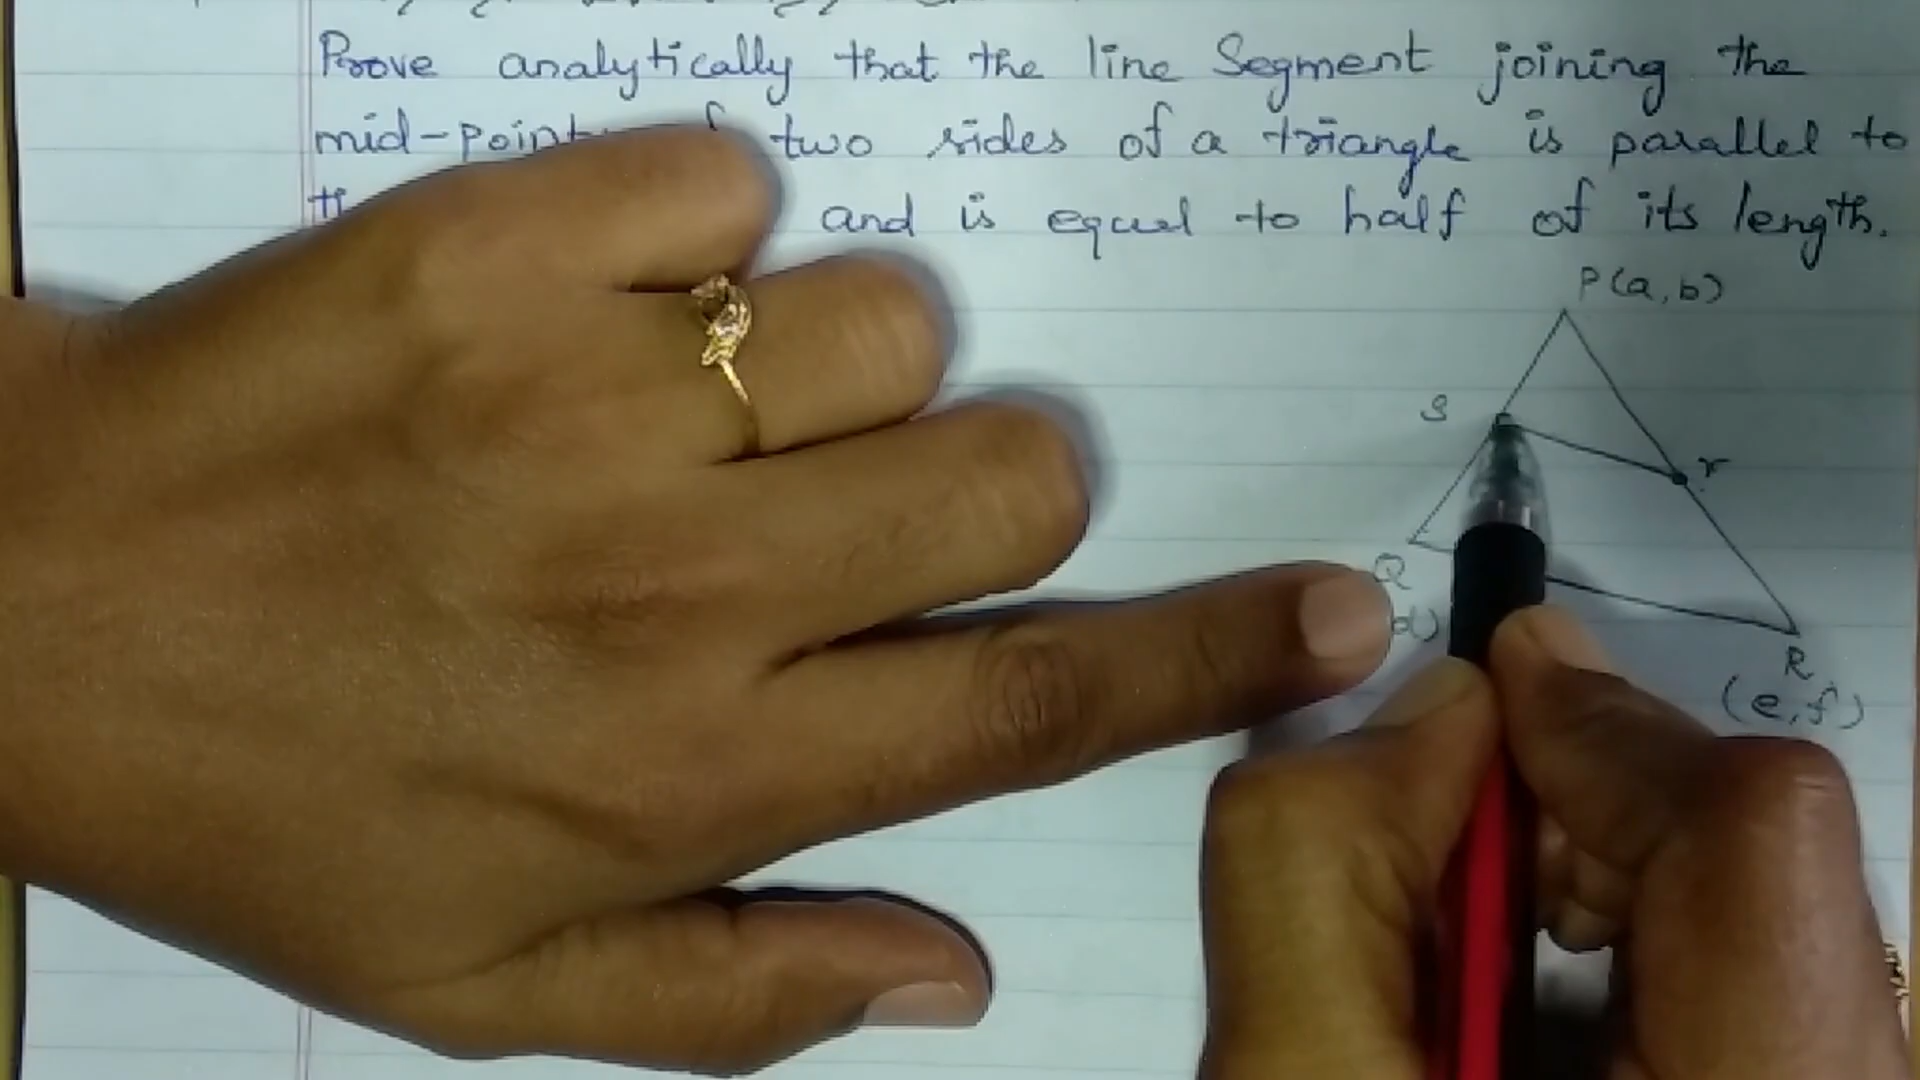 Prove analytically that the line Segment joining the
mid-point two sides of a triangle is parallel to
and is equal to half of its length.
P(a,b)
S
r
Q
d)
R
(e,f)